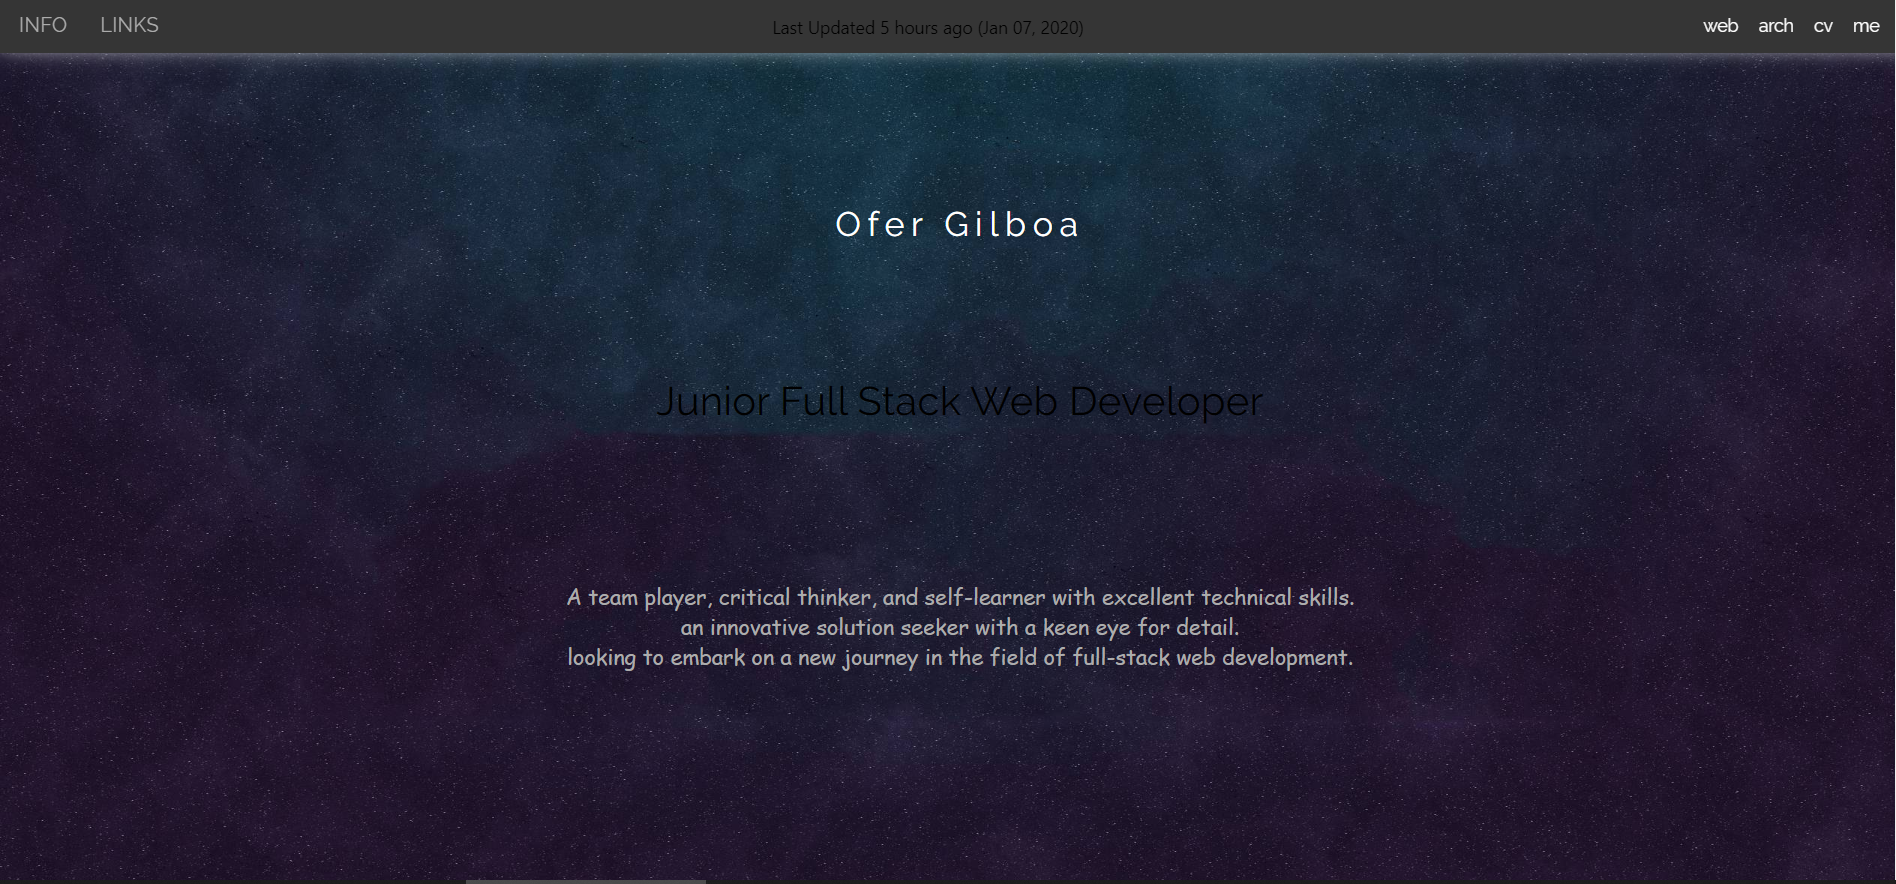 INFO LINKS Last Updated 5 hours ago (Jan 07, 2020) web arch cv me
Ofer Gilboa
Junior Full Stack Web Developer
A team player, critical thinker, and self-learner with excellent technical skills.
an innovative solution seeker with a keen eye for detail.
looking to embark on a new journey in the field of full-stack web development.